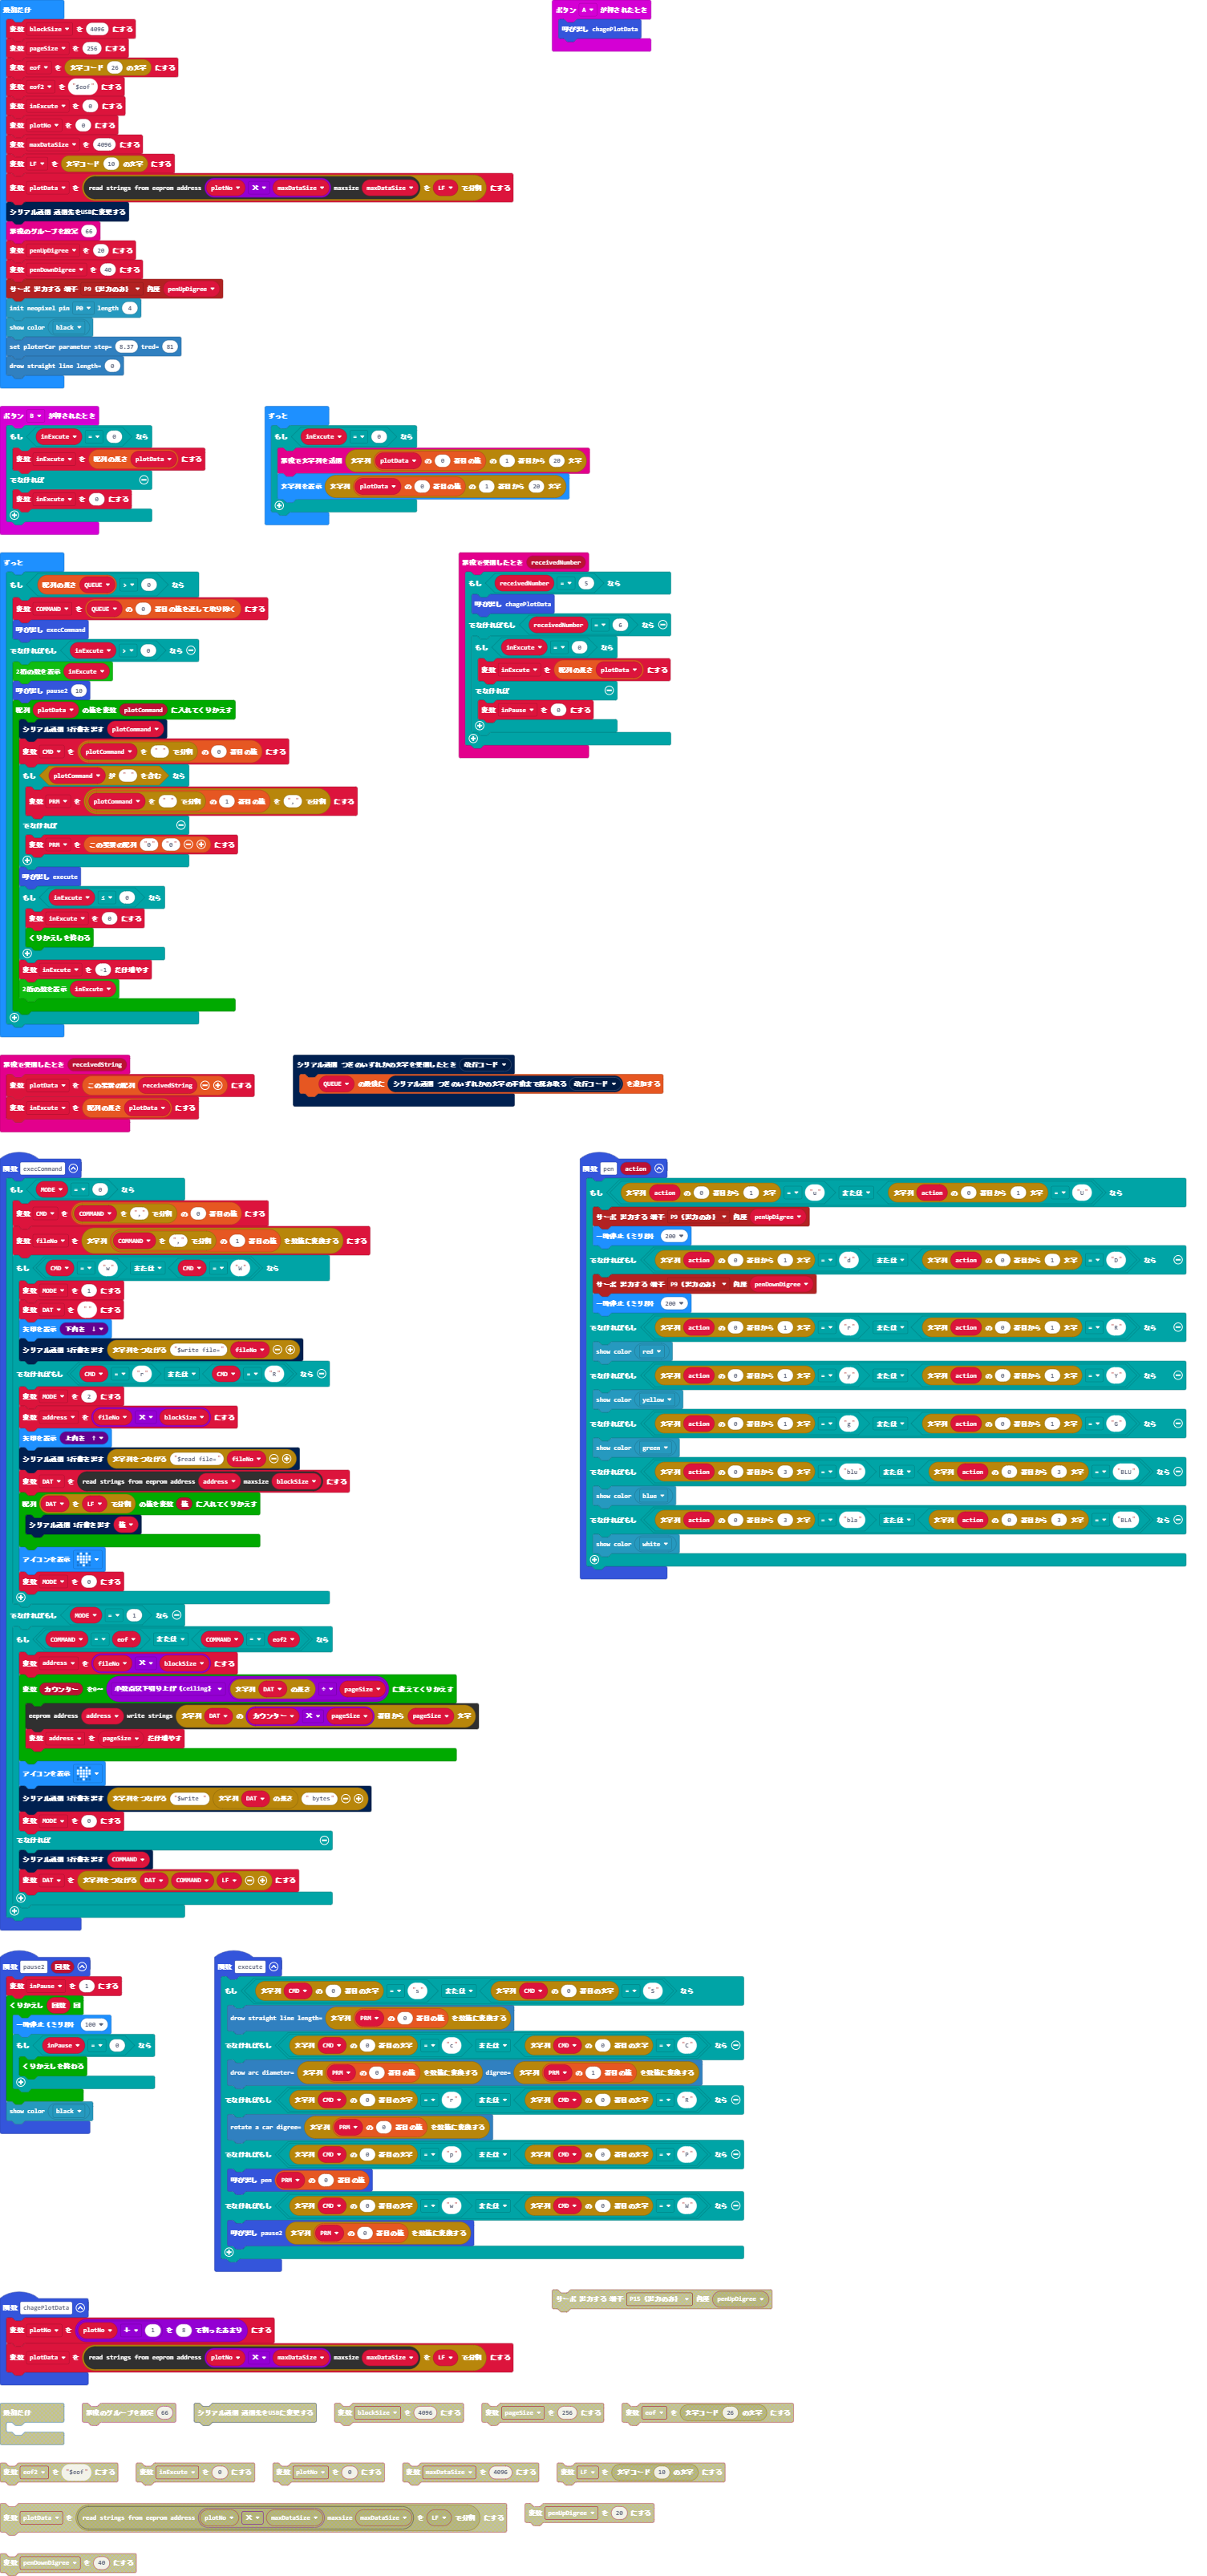 最初だけ
変数 blockSize を 4096 にする
変数 pageSize を 256 にする
変数 eof を 文字コード 26 の文字 にする
変数 eof2 を "$eof" にする
変数 inExcute を 0 にする
変数 plotNo を 0 にする
変数 maxDataSize を 4096 にする
変数 LF を 文字コード 10 の文字 にする
変数 plotData を read strings from eeprom address plotNo × maxDataSize maxsize maxDataSize を LF で分割 にする
シリアル通信 通信先をUSBに変更する
無線のグループを設定 66
変数 penUpDigree を 20 にする
変数 penDownDigree を 40 にする
サーボ 出力する 端子 P9 (出力のみ) 角度 penUpDigree
init neopixel pin P0 length 4
show color black
set ploterCar parameter step= 8.37 tred= 81
drow straight line length= 0
ボタン A が押されたとき
呼び出し chagePlotData
ボタン B が押されたとき
もし inExcute = 0 なら
変数 inExcute を 配列の長さ plotData にする
でなければ
変数 inExcute を 0 にする
ずっと
もし inExcute = 0 なら
無線で文字列を送信 文字列 plotData の 0 番目の値 の 1 番目から 20 文字
文字列を表示 文字列 plotData の 0 番目の値 の 1 番目から 20 文字
ずっと
もし 配列の長さ QUEUE > 0 なら
変数 COMMAND を QUEUE の 0 番目の値を返して取り除く にする
呼び出し execCommand
でなければもし inExcute > 0 なら
2桁の数を表示 inExcute
呼び出し pause2 10
配列 plotData の値を変数 plotCommand に入れてくりかえす
シリアル通信 1行書き出す plotCommand
変数 CMD を plotCommand を " " で分割 の 0 番目の値 にする
もし plotCommand が " " を含む なら
変数 PRM を plotCommand を " " で分割 の 1 番目の値 を "," で分割 にする
でなければ
変数 PRM を この要素の配列 "0" "0" にする
呼び出し execute
もし inExcute ≤ 0 なら
変数 inExcute を 0 にする
くりかえしを終わる
変数 inExcute を -1 だけ増やす
2桁の数を表示 inExcute
無線で受信したとき receivedNumber
もし receivedNumber = 5 なら
呼び出し chagePlotData
でなければもし receivedNumber = 6 なら
もし inExcute = 0 なら
変数 inExcute を 配列の長さ plotData にする
でなければ
変数 inPause を 0 にする
無線で受信したとき receivedString
変数 plotData を この要素の配列 receivedString にする
変数 inExcute を 配列の長さ plotData にする
シリアル通信 つぎのいずれかの文字を受信したとき 改行コード
QUEUE の最後に シリアル通信 つぎのいずれかの文字の手前まで読み取る 改行コード を追加する
関数 execCommand
もし MODE = 0 なら
変数 CMD を COMMAND を "," で分割 の 0 番目の値 にする
変数 fileNo を 文字列 COMMAND を "," で分割 の 1 番目の値 を数値に変換する にする
もし CMD = "w" または CMD = "W" なら
変数 MODE を 1 にする
変数 DAT を "" にする
矢印を表示 下向き ↓
シリアル通信 1行書き出す 文字列をつなげる "$write file=" fileNo
でなければもし CMD = "r" または CMD = "R" なら
変数 MODE を 2 にする
変数 address を fileNo × blockSize にする
矢印を表示 上向き ↑
シリアル通信 1行書き出す 文字列をつなげる "$read file=" fileNo
変数 DAT を read strings from eeprom address address maxsize blockSize にする
配列 DAT を LF で分割 の値を変数 値 に入れてくりかえす
シリアル通信 1行書き出す 値
アイコンを表示
変数 MODE を 0 にする
でなければもし MODE = 1 なら
もし COMMAND = eof または COMMAND = eof2 なら
変数 address を fileNo × blockSize にする
変数 カウンター を0〜 小数点以下切り上げ (ceiling) 文字列 DAT の長さ ÷ pageSize に変えてくりかえす
eeprom address address write strings 文字列 DAT の カウンター × pageSize 番目から pageSize 文字
変数 address を pageSize だけ増やす
アイコンを表示
シリアル通信 1行書き出す 文字列をつなげる "$write " 文字列 DAT の長さ " bytes"
変数 MODE を 0 にする
でなければ
シリアル通信 1行書き出す COMMAND
変数 DAT を 文字列をつなげる DAT COMMAND LF にする
関数 pen action
もし 文字列 action の 0 番目から 1 文字 = "u" または 文字列 action の 0 番目から 1 文字 = "U" なら
サーボ 出力する 端子 P9 (出力のみ) 角度 penUpDigree
一時停止 (ミリ秒) 200
でなければもし 文字列 action の 0 番目から 1 文字 = "d" または 文字列 action の 0 番目から 1 文字 = "D" なら
サーボ 出力する 端子 P9 (出力のみ) 角度 penDownDigree
一時停止 (ミリ秒) 200
でなければもし 文字列 action の 0 番目から 1 文字 = "r" または 文字列 action の 0 番目から 1 文字 = "R" なら
show color red
でなければもし 文字列 action の 0 番目から 1 文字 = "y" または 文字列 action の 0 番目から 1 文字 = "Y" なら
show color yellow
でなければもし 文字列 action の 0 番目から 1 文字 = "g" または 文字列 action の 0 番目から 1 文字 = "G" なら
show color green
でなければもし 文字列 action の 0 番目から 3 文字 = "blu" または 文字列 action の 0 番目から 3 文字 = "BLU" なら
show color blue
でなければもし 文字列 action の 0 番目から 3 文字 = "bla" または 文字列 action の 0 番目から 3 文字 = "BLA" なら
show color white
関数 pause2 回数
変数 inPause を 1 にする
くりかえし 回数 回
一時停止 (ミリ秒) 100
もし inPause = 0 なら
くりかえしを終わる
show color black
関数 execute
もし 文字列 CMD の 0 番目の文字 = "s" または 文字列 CMD の 0 番目の文字 = "S" なら
drow straight line length= 文字列 PRM の 0 番目の値 を数値に変換する
でなければもし 文字列 CMD の 0 番目の文字 = "c" または 文字列 CMD の 0 番目の文字 = "C" なら
drow arc diameter= 文字列 PRM の 0 番目の値 を数値に変換する digree= 文字列 PRM の 1 番目の値 を数値に変換する
でなければもし 文字列 CMD の 0 番目の文字 = "r" または 文字列 CMD の 0 番目の文字 = "R" なら
rotate a car digree= 文字列 PRM の 0 番目の値 を数値に変換する
でなければもし 文字列 CMD の 0 番目の文字 = "p" または 文字列 CMD の 0 番目の文字 = "P" なら
呼び出し pen PRM の 0 番目の値
でなければもし 文字列 CMD の 0 番目の文字 = "w" または 文字列 CMD の 0 番目の文字 = "W" なら
呼び出し pause2 文字列 PRM の 0 番目の値 を数値に変換する
関数 chagePlotData
変数 plotNo を plotNo + 1 を 8 で割ったあまり にする
変数 plotData を read strings from eeprom address plotNo × maxDataSize maxsize maxDataSize を LF で分割 にする
サーボ 出力する 端子 P15 (出力のみ) 角度 penUpDigree
最初だけ
無線のグループを設定 66
シリアル通信 通信先をUSBに変更する
変数 blockSize を 4096 にする
変数 pageSize を 256 にする
変数 eof を 文字コード 26 の文字 にする
変数 eof2 を "$eof" にする
変数 inExcute を 0 にする
変数 plotNo を 0 にする
変数 maxDataSize を 4096 にする
変数 LF を 文字コード 10 の文字 にする
変数 plotData を read strings from eeprom address plotNo × maxDataSize maxsize maxDataSize を LF で分割 にする
変数 penUpDigree を 20 にする
変数 penDownDigree を 40 にする